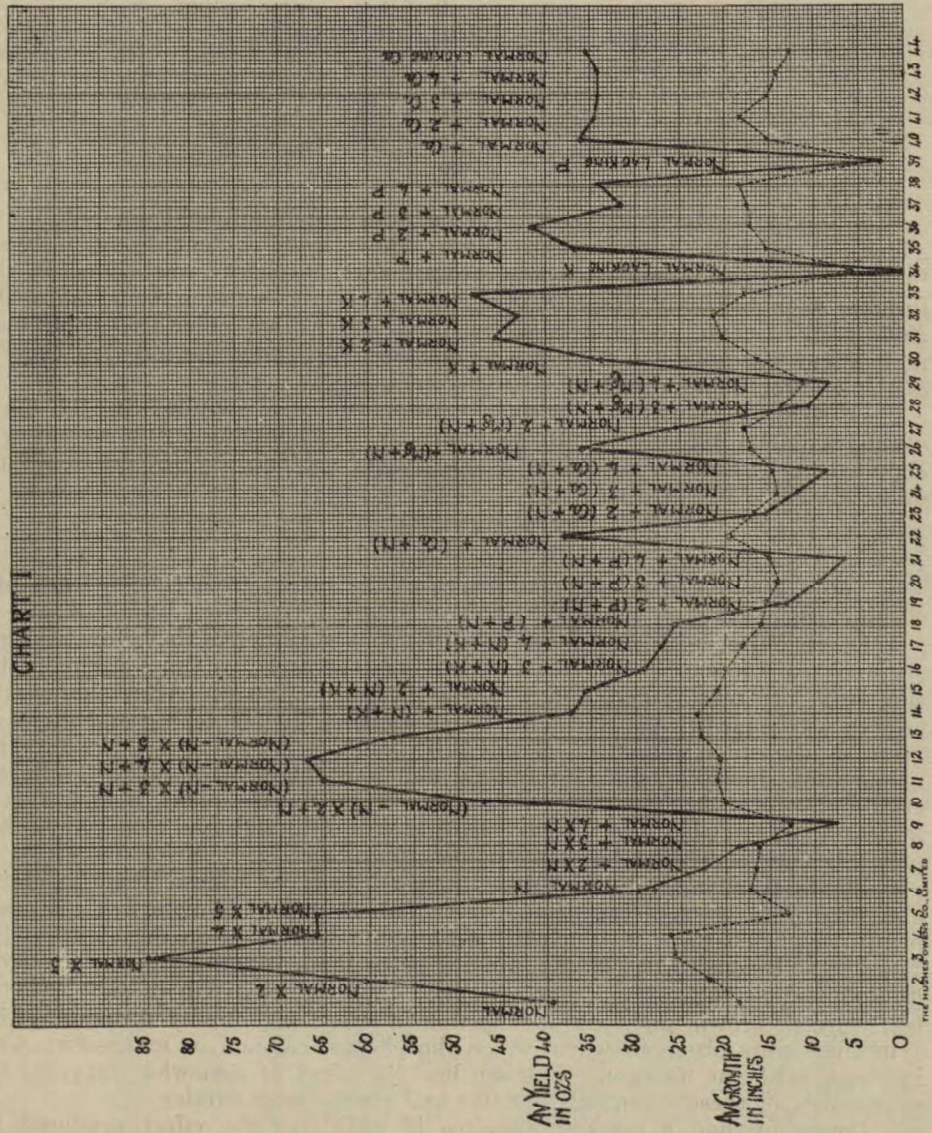 CHART I
NORMAL
NORMAL X 2
NORMAL X 3
NORMAL X 4
NORMAL X 5
NORMAL N
NORMAL + 2XN
NORMAL + 3XN
NORMAL + 4XN
(NORMAL - N) X 2 + N
(NORMAL - N) X 3 + N
(NORMAL - N) X 4 + N
(NORMAL - N) X 5 + N
NORMAL + (N+K)
NORMAL + 2 (N+K)
NORMAL + 3 (N+K)
NORMAL + 4 (N+K)
NORMAL + (P+N)
NORMAL + 2 (P+N)
NORMAL + 3 (P+N)
NORMAL + 4 (P+N)
NORMAL + (Ca+N)
NORMAL + 2 (Ca+N)
NORMAL + 3 (Ca+N)
NORMAL + 4 (Ca+N)
NORMAL + (Mg+N)
NORMAL + 2 (Mg+N)
NORMAL + 3 (Mg+N)
NORMAL + 4 (Mg+N)
NORMAL + K
NORMAL + 2 K
NORMAL + 3 K
NORMAL + 4 K
NORMAL LACKING K
NORMAL + P
NORMAL + 2 P
NORMAL + 3 P
NORMAL + 4 P
NORMAL LACKING P
NORMAL + Ca
NORMAL + 2 Ca
NORMAL + 3 Ca
NORMAL + 4 Ca
NORMAL LACKING Ca
85
80
75
70
65
60
55
50
45
AV YIELD 40
IN OZS
35
30
25
AV GROWTH 20
IN INCHES
15
10
5
0
1 2 3 4 5 6 7 8 9 10 11 12 13 14 15 16 17 18 19 20 21 22 23 24 25 26 27 28 29 30 31 32 33 34 35 36 37 38 39 40 41 42 43 44
THE HUGHES OWENS CO. LIMITED